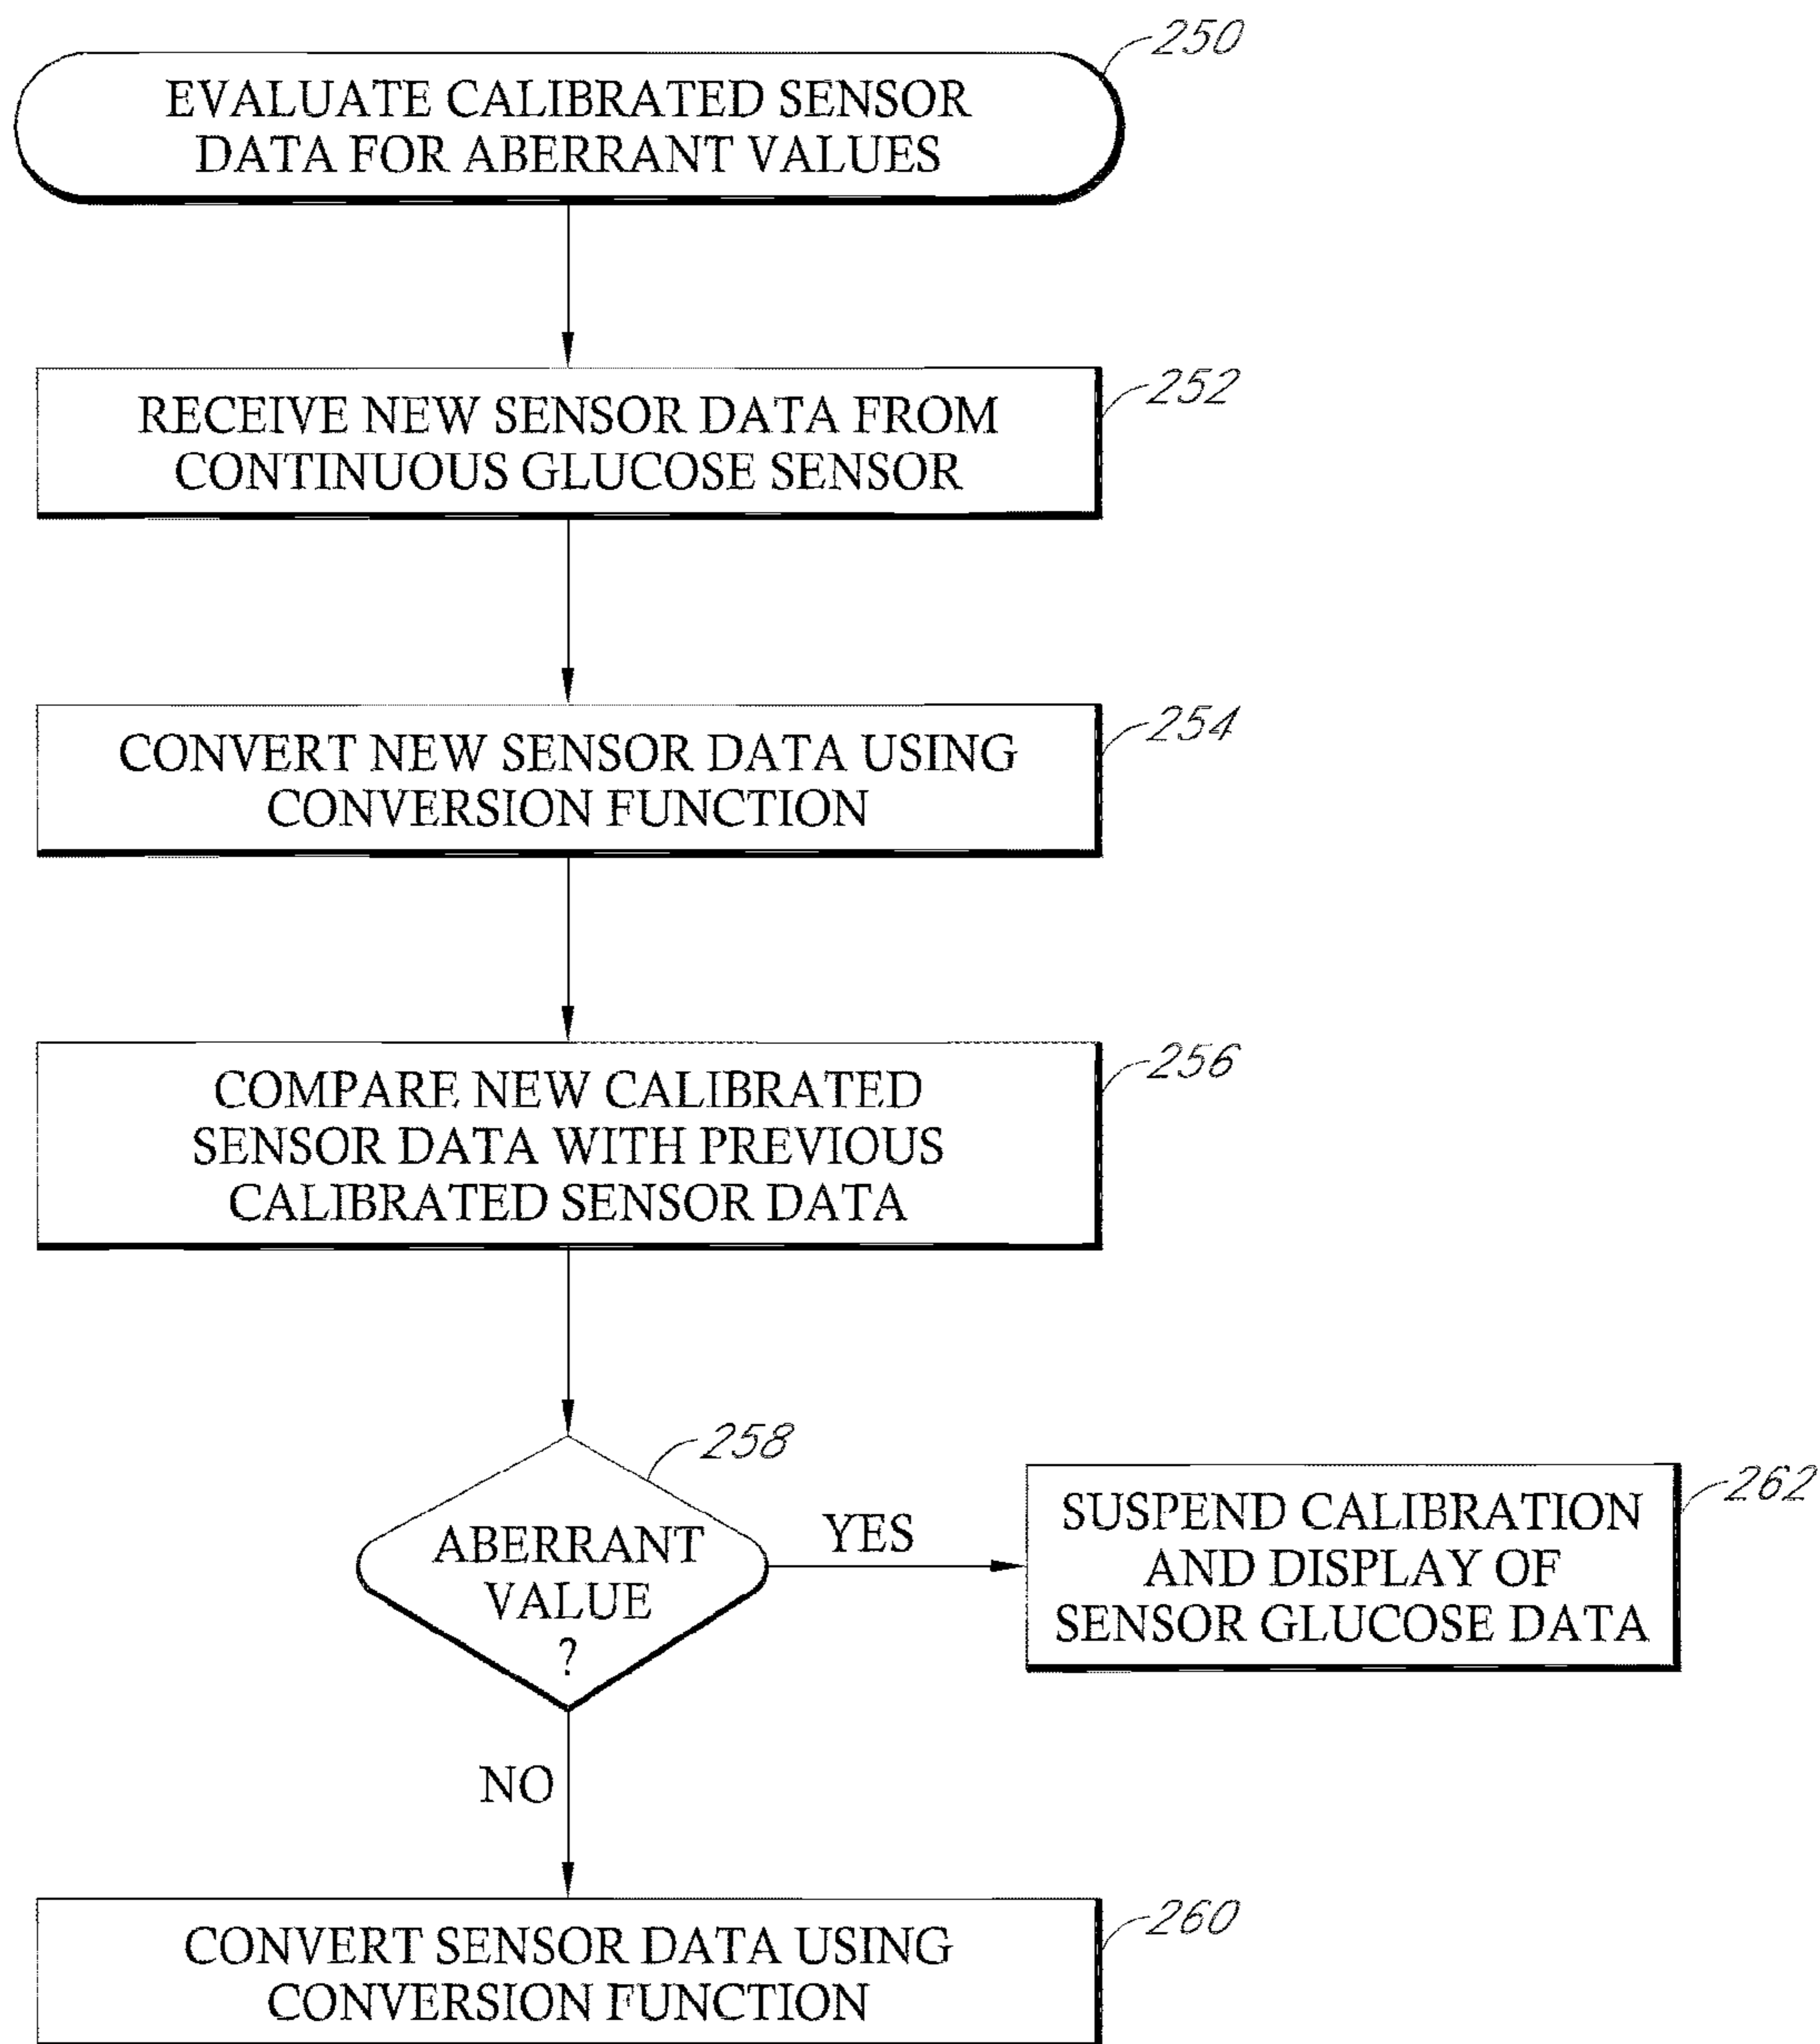 250
EVALUATE CALIBRATED SENSOR
DATA FOR ABERRANT VALUES
252
RECEIVE NEW SENSOR DATA FROM
CONTINUOUS GLUCOSE SENSOR
254
CONVERT NEW SENSOR DATA USING
CONVERSION FUNCTION
256
COMPARE NEW CALIBRATED
SENSOR DATA WITH PREVIOUS
CALIBRATED SENSOR DATA
258
ABERRANT
VALUE
?
YES
262
SUSPEND CALIBRATION
AND DISPLAY OF
SENSOR GLUCOSE DATA
NO
260
CONVERT SENSOR DATA USING
CONVERSION FUNCTION